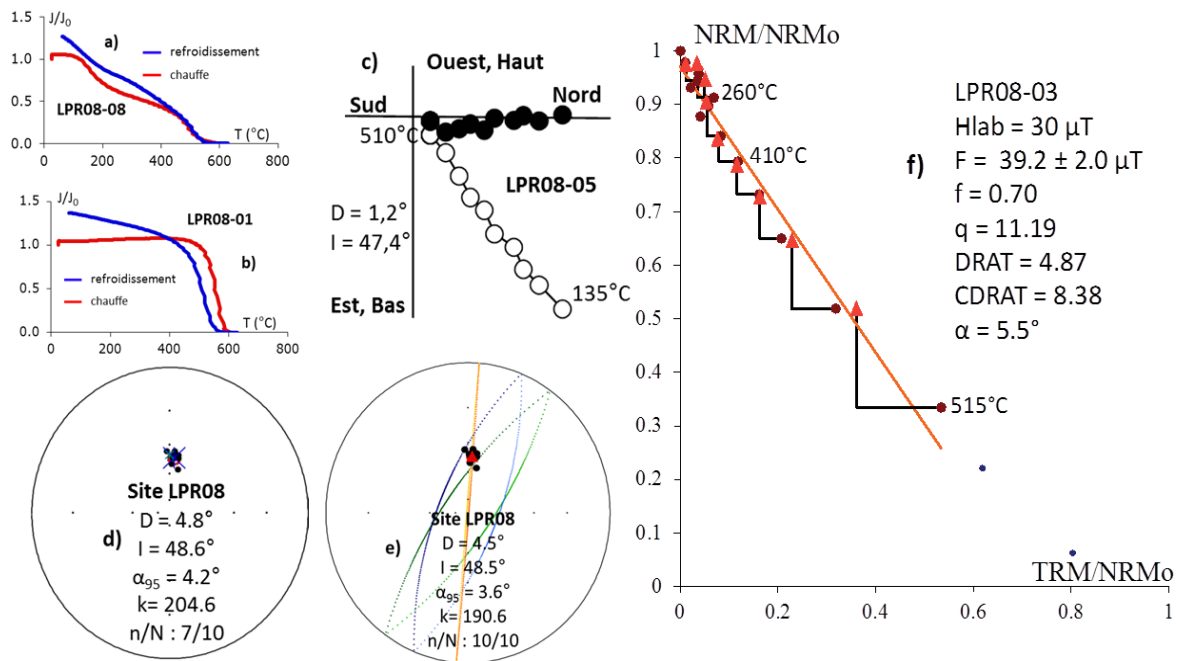 J/J₀
a)
1.5
1.0
0.5
0.0
refroidissement
chauffe
LPR08-08
T (°C)
0
200
400
600
800
J/J₀
1.5
1.0
0.5
0.0
LPR08-01
refroidissement
b)
chauffe
T (°C)
0
200
400
600
800
c)
Ouest, Haut
Sud
Nord
510°C
LPR08-05
D = 1,2°
I = 47,4°
135°C
Est, Bas
Site LPR08
d)
D = 4.8°
I = 48.6°
α₉₅ = 4.2°
k= 204.6
n/N : 7/10
Site LPR08
e)
D = 4.5°
I = 48.5°
α₉₅ = 3.6°
k= 190.6
n/N : 10/10
NRM/NRMo
1
0.9
0.8
0.7
0.6
0.5
0.4
0.3
0.2
0.1
0
260°C
410°C
515°C
f)
LPR08-03
Hlab = 30 µT
F = 39.2 ± 2.0 µT
f = 0.70
q = 11.19
DRAT = 4.87
CDRAT = 8.38
α = 5.5°
TRM/NRMo
0
0.2
0.4
0.6
0.8
1